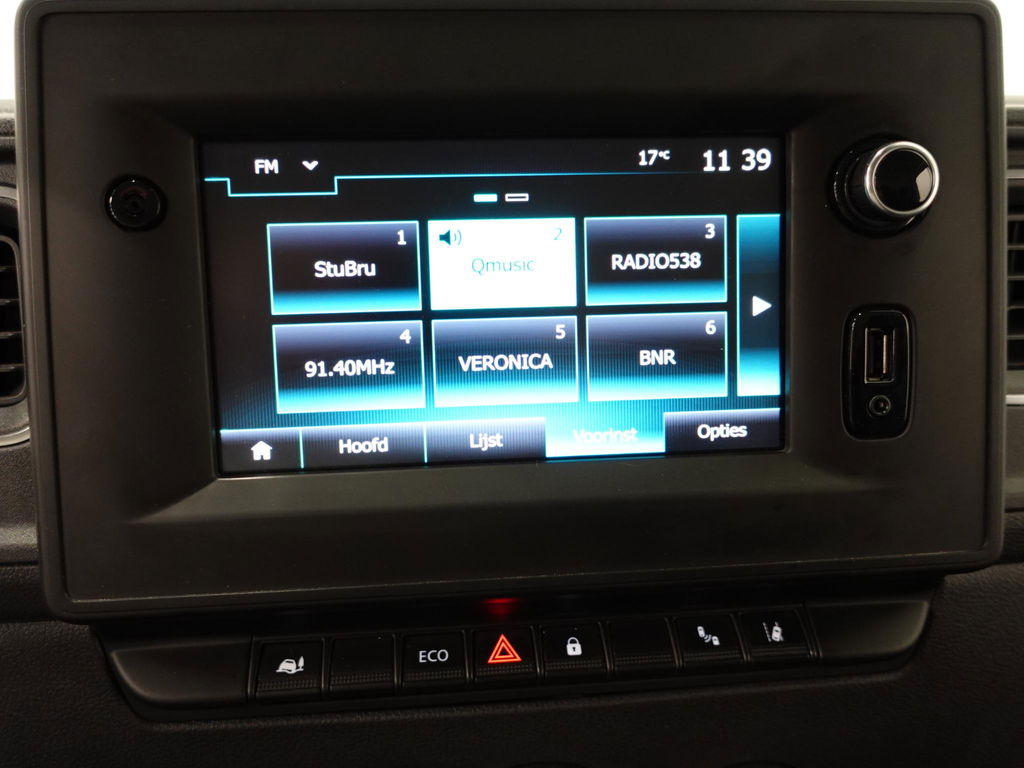 FM 17°C 11 39
1 2 3
StuBru Qmusic RADIO538
4 5 6
91.40MHz VERONICA BNR
Hoofd Lijst Voorinst Opties
ECO